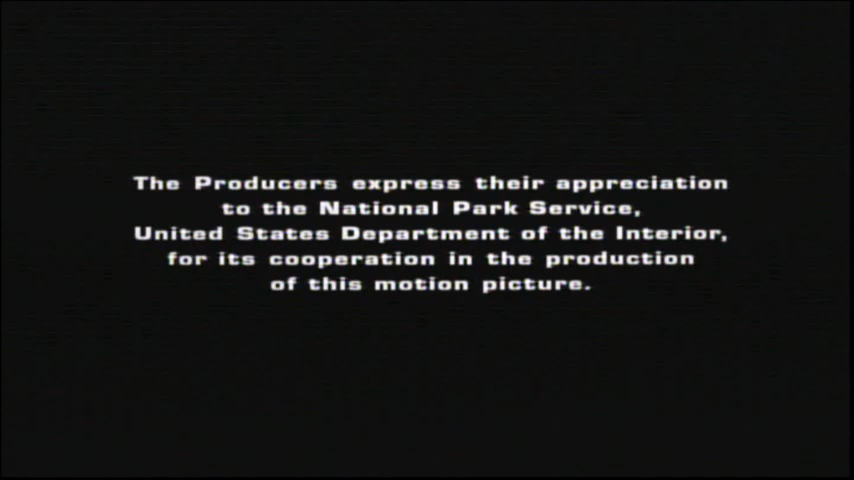 The Producers express their appreciation
to the National Park Service,
United States Department of the Interior,
for its cooperation in the production
of this motion picture.